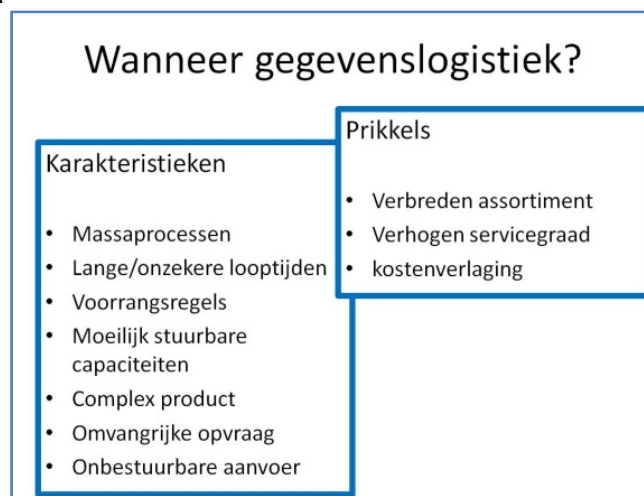 Wanneer gegevenslogistiek?
Karakteristieken
• Massaprocessen
• Lange/onzekere looptijden
• Voorrangsregels
• Moeilijk stuurbare
capaciteiten
• Complex product
• Omvangrijke opvraag
• Onbestuurbare aanvoer
Prikkels
• Verbreden assortiment
• Verhogen servicegraad
• kostenverlaging